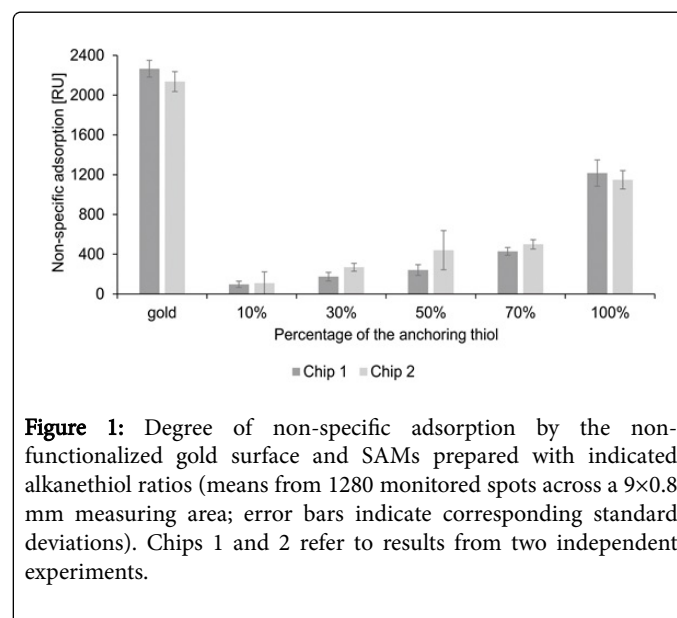 2400
2000
1600
1200
800
400
0
Non-specific adsorption [RU]
gold 10% 30% 50% 70% 100%
Percentage of the anchoring thiol
Chip 1 Chip 2
Figure 1: Degree of non-specific adsorption by the non-
functionalized gold surface and SAMs prepared with indicated
alkanethiol ratios (means from 1280 monitored spots across a 9×0.8
mm measuring area; error bars indicate corresponding standard
deviations). Chips 1 and 2 refer to results from two independent
experiments.